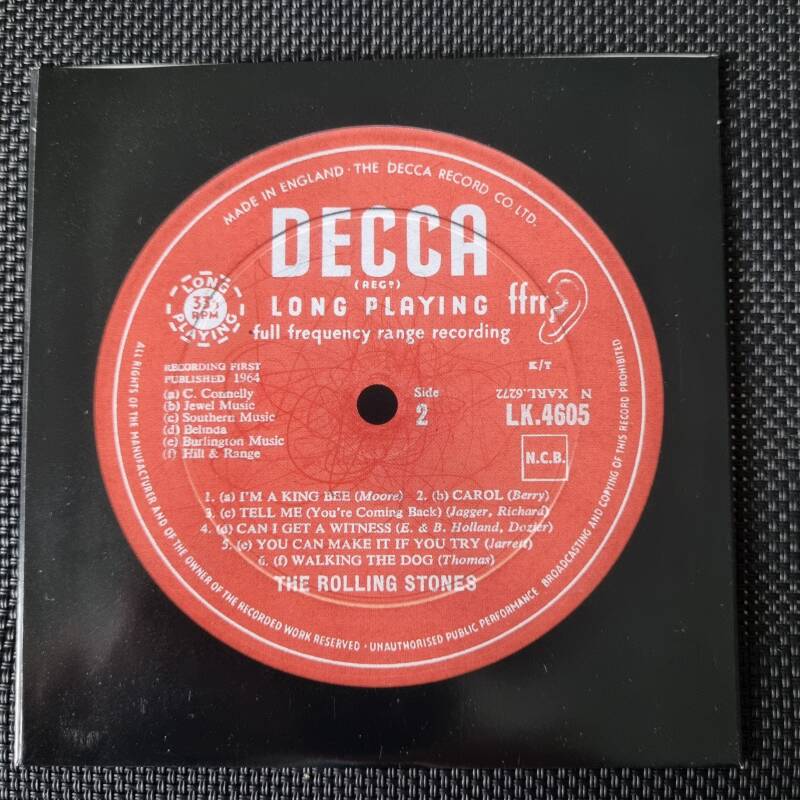 MADE IN ENGLAND · THE DECCA RECORD CO LTD.
DECCA
(REGD)
LONG 33⅓ RPM PLAYING
LONG PLAYING ffrr
full frequency range recording
RECORDING FIRST
PUBLISHED 1964
(a) C. Connelly
(b) Jewel Music
(c) Southern Music
(d) Belinda
(e) Burlington Music
(f) Hill & Range
Side
2
K/T
N XARL.6272
LK.4605
N.C.B.
1. (a) I'M A KING BEE (Moore) 2. (b) CAROL (Berry)
3. (c) TELL ME (You're Coming Back) (Jagger, Richard)
4. (d) CAN I GET A WITNESS (E. & B. Holland, Dozier)
5. (e) YOU CAN MAKE IT IF YOU TRY (Jarrett)
6. (f) WALKING THE DOG (Thomas)
THE ROLLING STONES
ALL RIGHTS OF THE MANUFACTURER AND OF THE OWNER OF THE RECORDED WORK RESERVED · UNAUTHORISED PUBLIC PERFORMANCE BROADCASTING AND COPYING OF THIS RECORD PROHIBITED